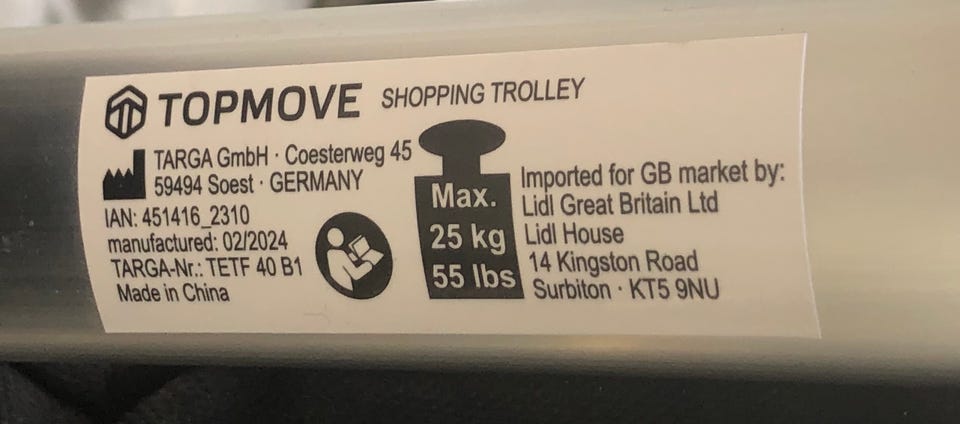 TOPMOVE SHOPPING TROLLEY
TARGA GmbH · Coesterweg 45
59494 Soest · GERMANY
IAN: 451416_2310
manufactured: 02/2024
TARGA-Nr.: TETF 40 B1
Made in China
Max.
25 kg
55 lbs
Imported for GB market by:
Lidl Great Britain Ltd
Lidl House
14 Kingston Road
Surbiton · KT5 9NU